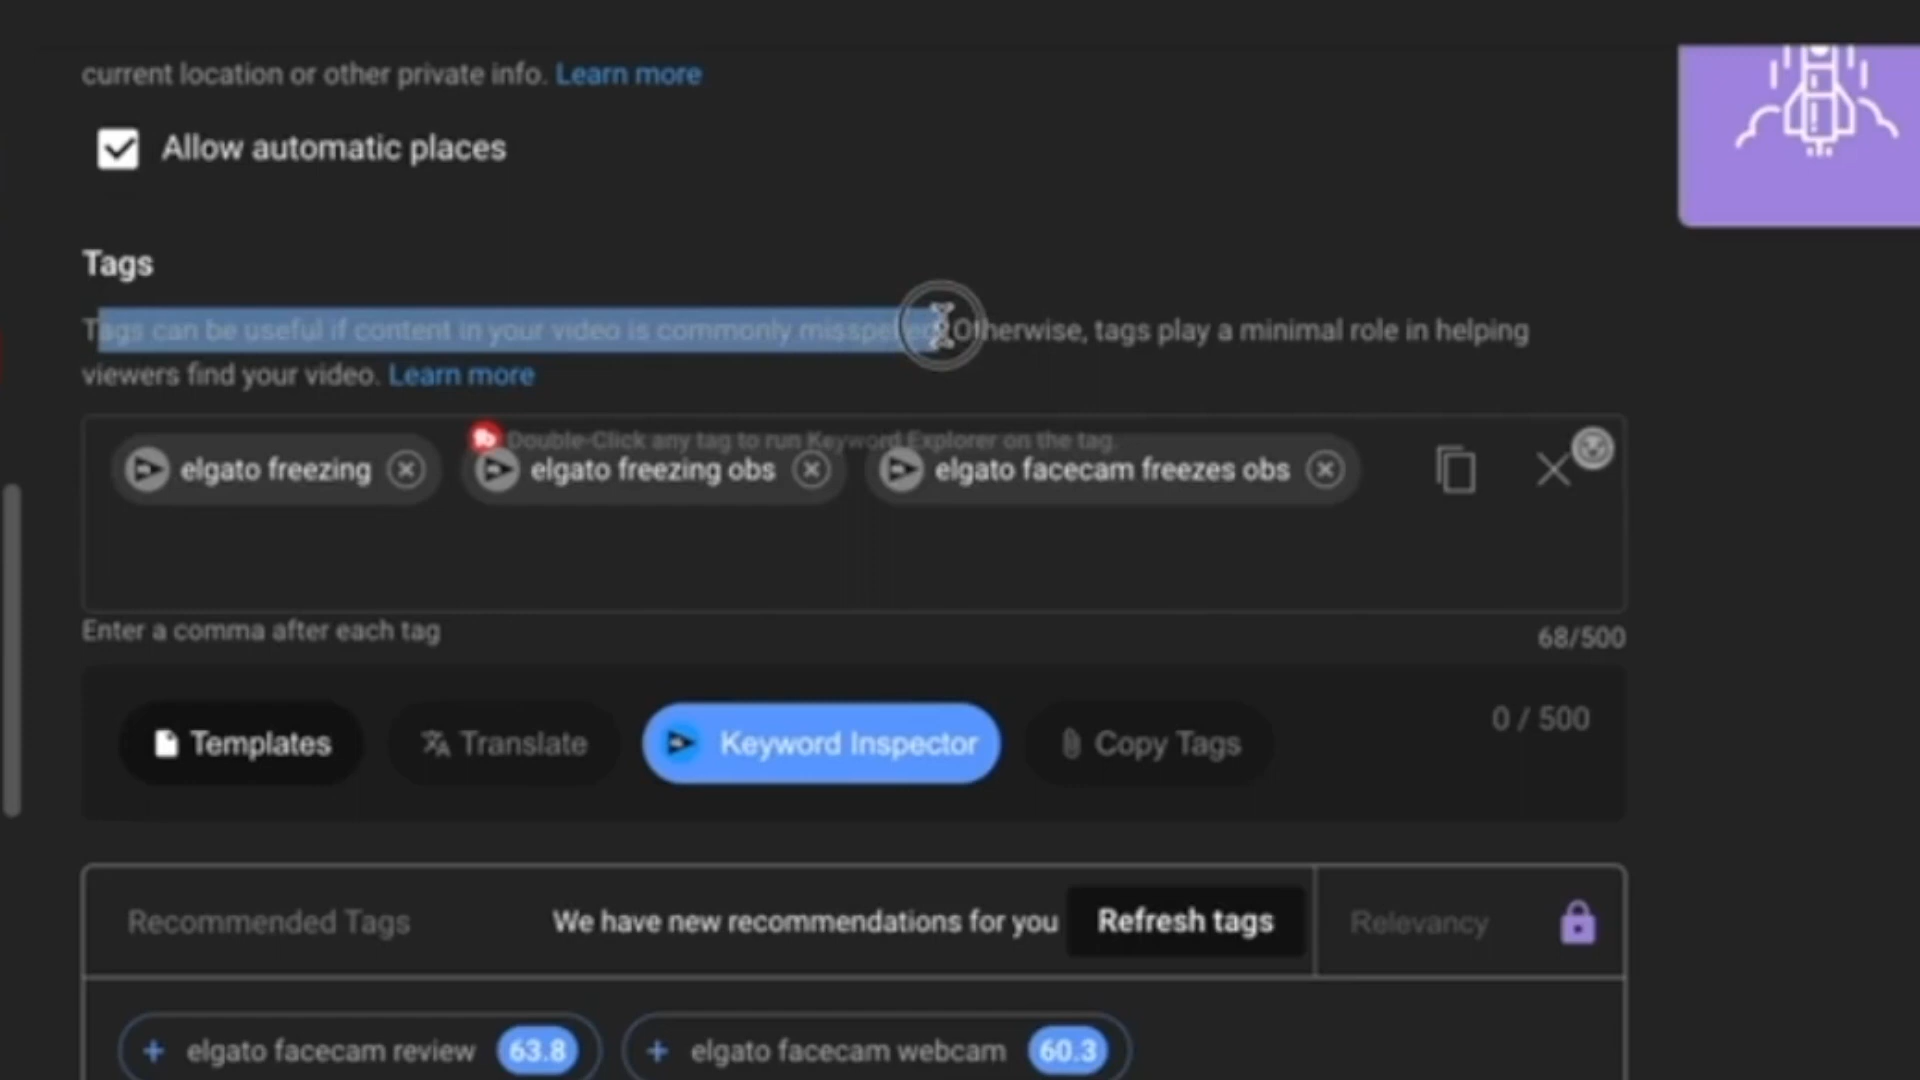 current location or other private info. Learn more
Allow automatic places
Tags
Tags can be useful if content in your video is commonly misspelled. Otherwise, tags play a minimal role in helping
viewers find your video. Learn more
Double-Click any tag to run Keyword Explorer on the tag.
elgato freezing elgato freezing obs elgato facecam freezes obs
Enter a comma after each tag 68/500
Templates Translate Keyword Inspector Copy Tags 0 / 500
Recommended Tags We have new recommendations for you Refresh tags Relevancy
+ elgato facecam review 63.8 + elgato facecam webcam 60.3